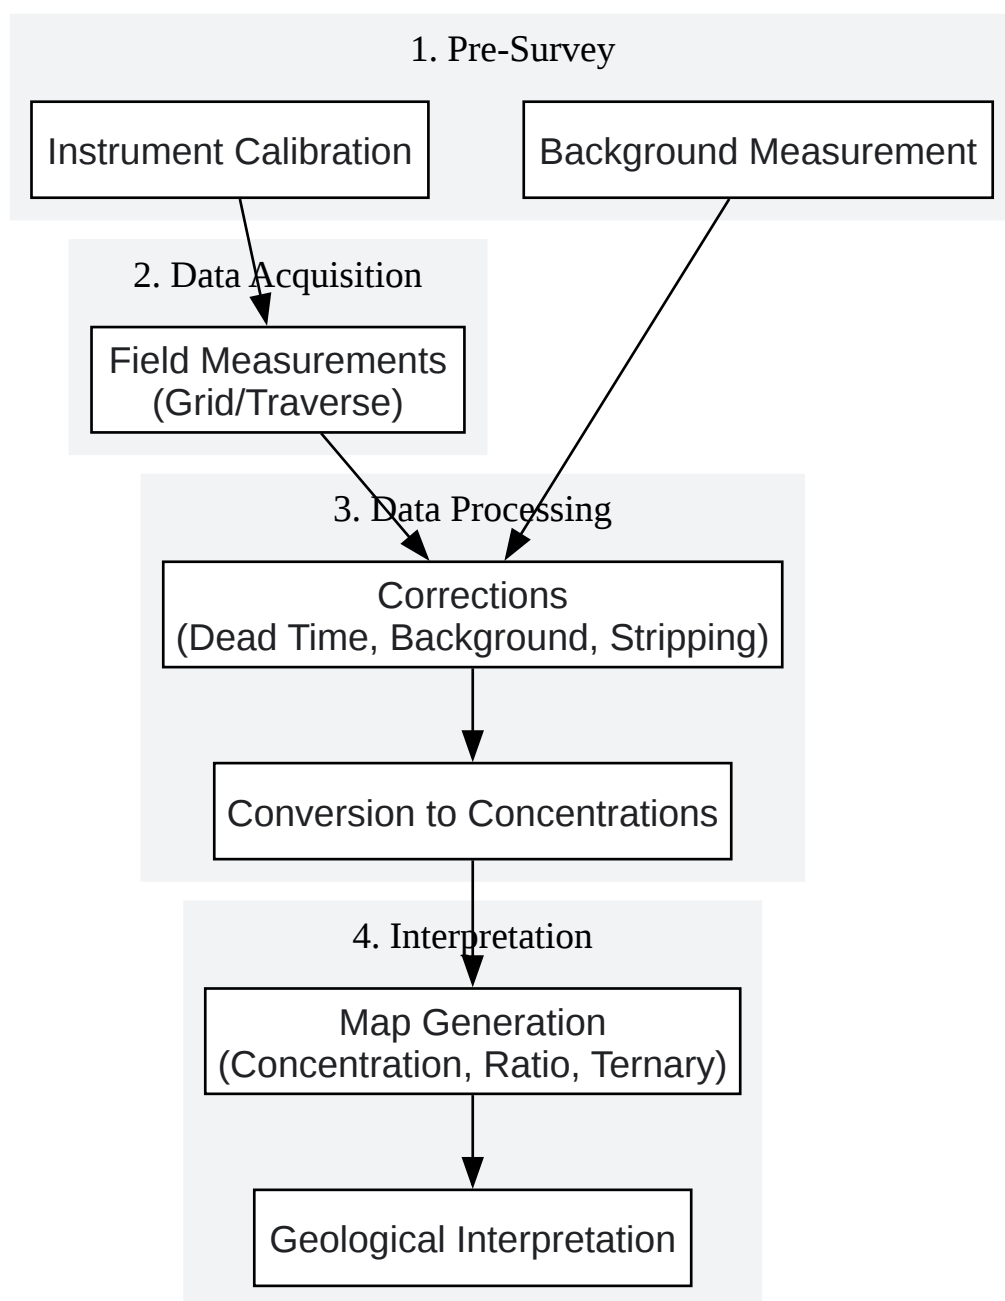 1. Pre-Survey
Instrument Calibration
Background Measurement
2. Data Acquisition
Field Measurements
(Grid/Traverse)
3. Data Processing
Corrections
(Dead Time, Background, Stripping)
Conversion to Concentrations
4. Interpretation
Map Generation
(Concentration, Ratio, Ternary)
Geological Interpretation